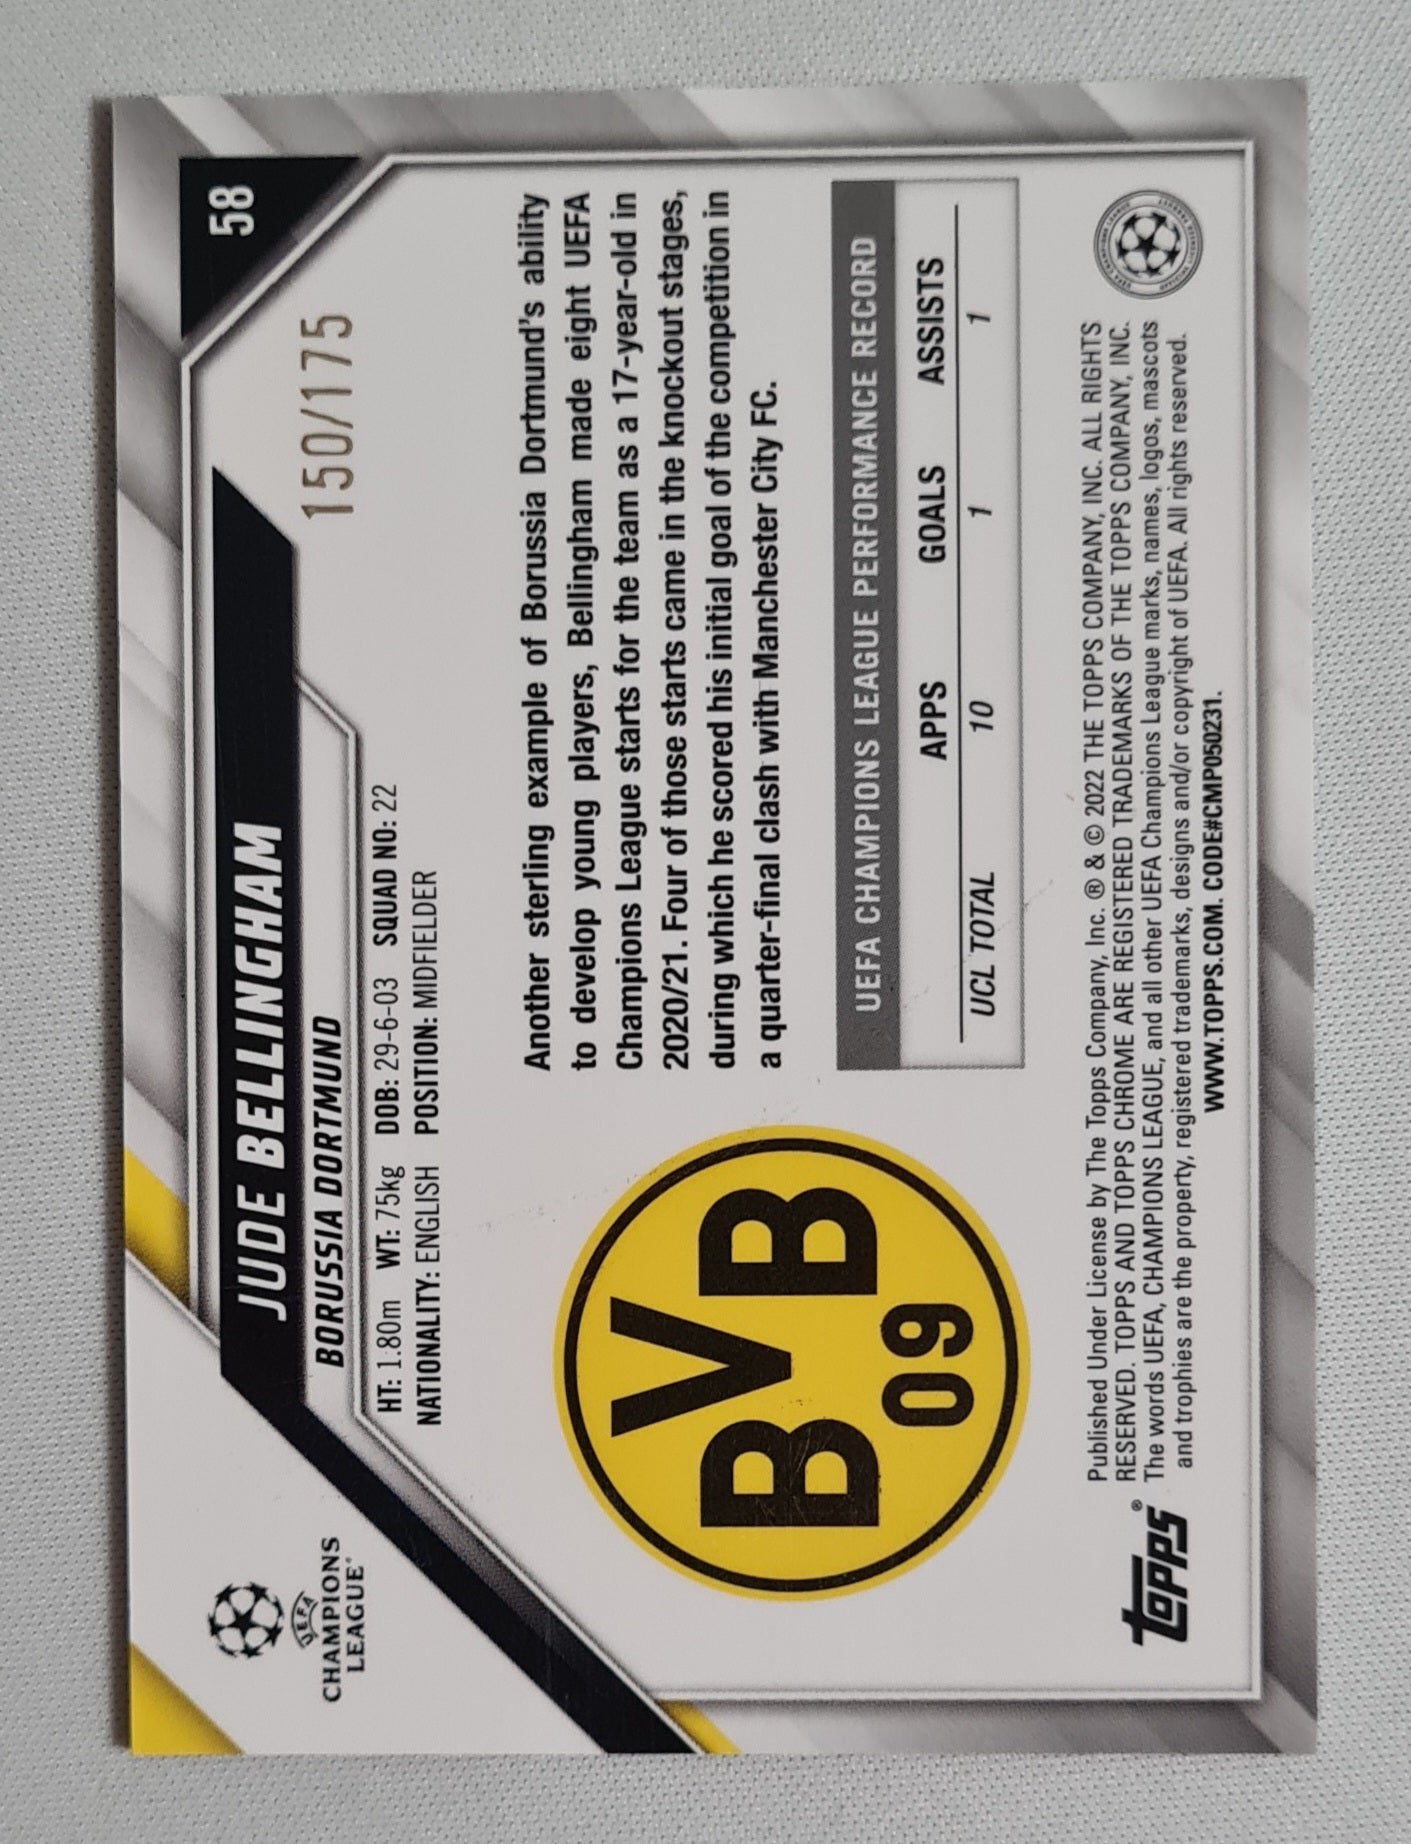 58
150/175
JUDE BELLINGHAM
BORUSSIA DORTMUND
HT: 1.80m WT: 75kg DOB: 29-6-03 SQUAD NO: 22
NATIONALITY: ENGLISH POSITION: MIDFIELDER
UEFA
CHAMPIONS
LEAGUE
Another sterling example of Borussia Dortmund's ability
to develop young players, Bellingham made eight UEFA
Champions League starts for the team as a 17-year-old in
2020/21. Four of those starts came in the knockout stages,
during which he scored his initial goal of the competition in
a quarter-final clash with Manchester City FC.
BVB
09
UEFA CHAMPIONS LEAGUE PERFORMANCE RECORD
APPS GOALS ASSISTS
UCL TOTAL 10 1 1
topps®
Published Under License by The Topps Company, Inc. ® & © 2022 THE TOPPS COMPANY, INC. ALL RIGHTS
RESERVED. TOPPS AND TOPPS CHROME ARE REGISTERED TRADEMARKS OF THE TOPPS COMPANY, INC.
The words UEFA, CHAMPIONS LEAGUE, and all other UEFA Champions League marks, names, logos, mascots
and trophies are the property, registered trademarks, designs and/or copyright of UEFA. All rights reserved.
WWW.TOPPS.COM. CODE#CMP050231.